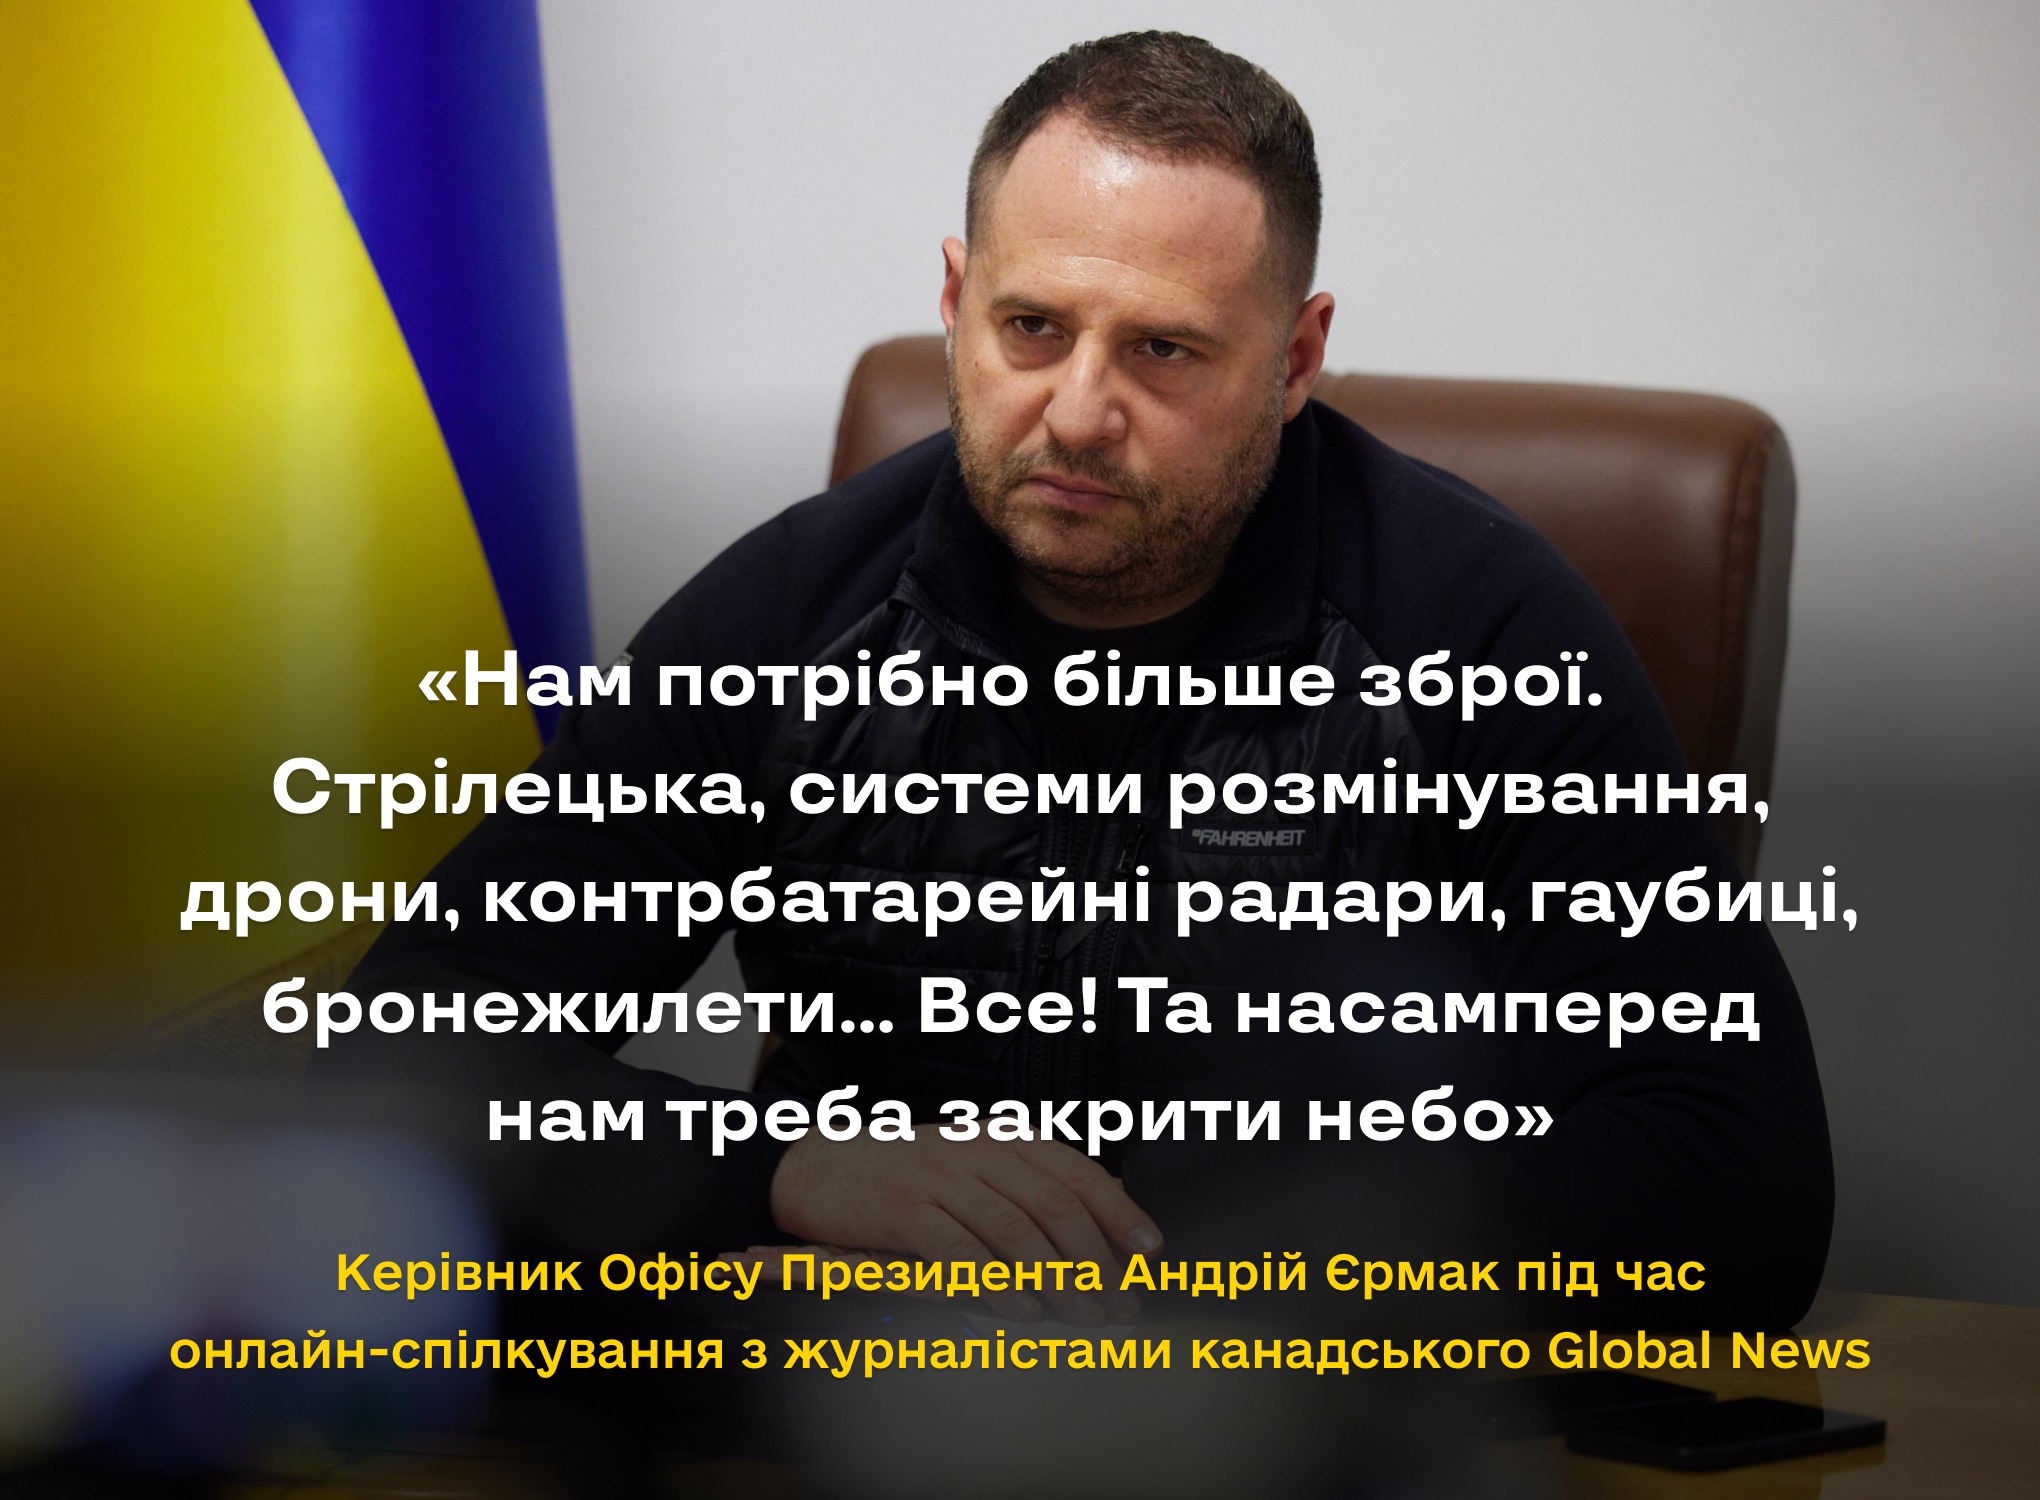 «Нам потрібно більше зброї.
Стрілецька, системи розмінування,
°FAHRENHEIT
дрони, контрбатарейні радари, гаубиці,
бронежилети... Все! Та насамперед
нам треба закрити небо»
Керівник Офісу Президента Андрій Єрмак під час
онлайн-спілкування з журналістами канадського Global News